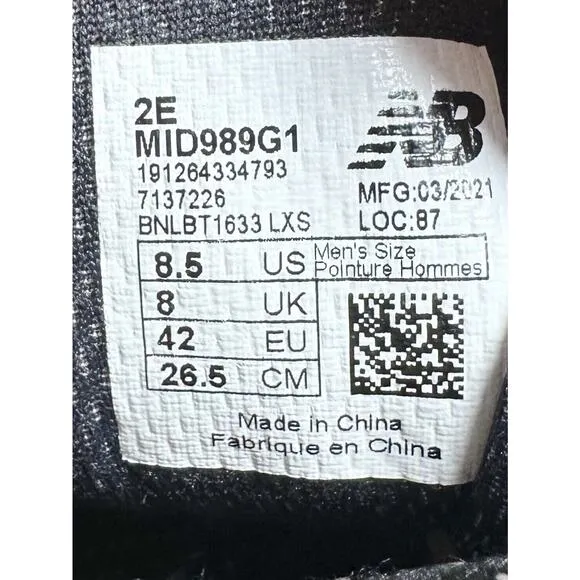 2E
MID989G1
NB
191264334793
7137226 MFG:03/2021
BNLBT1633 LXS LOC:87
8.5 US Men's Size
Pointure Hommes
8 UK
42 EU
26.5 CM
Made in China
Fabrique en China